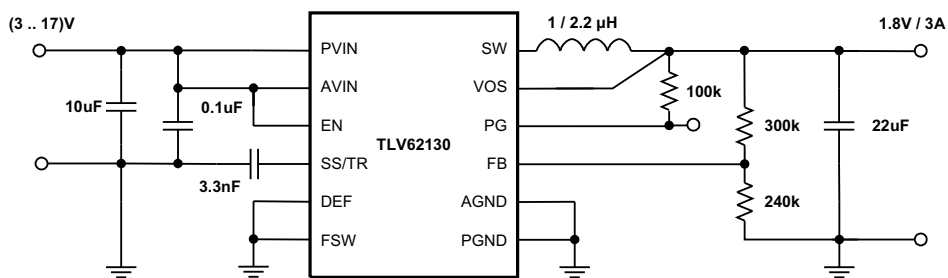 (3 .. 17)V
1 / 2.2 µH
1.8V / 3A
PVIN
SW
AVIN
VOS
10uF
0.1uF
100k
EN
PG
300k
22uF
TLV62130
SS/TR
FB
3.3nF
240k
DEF
AGND
FSW
PGND